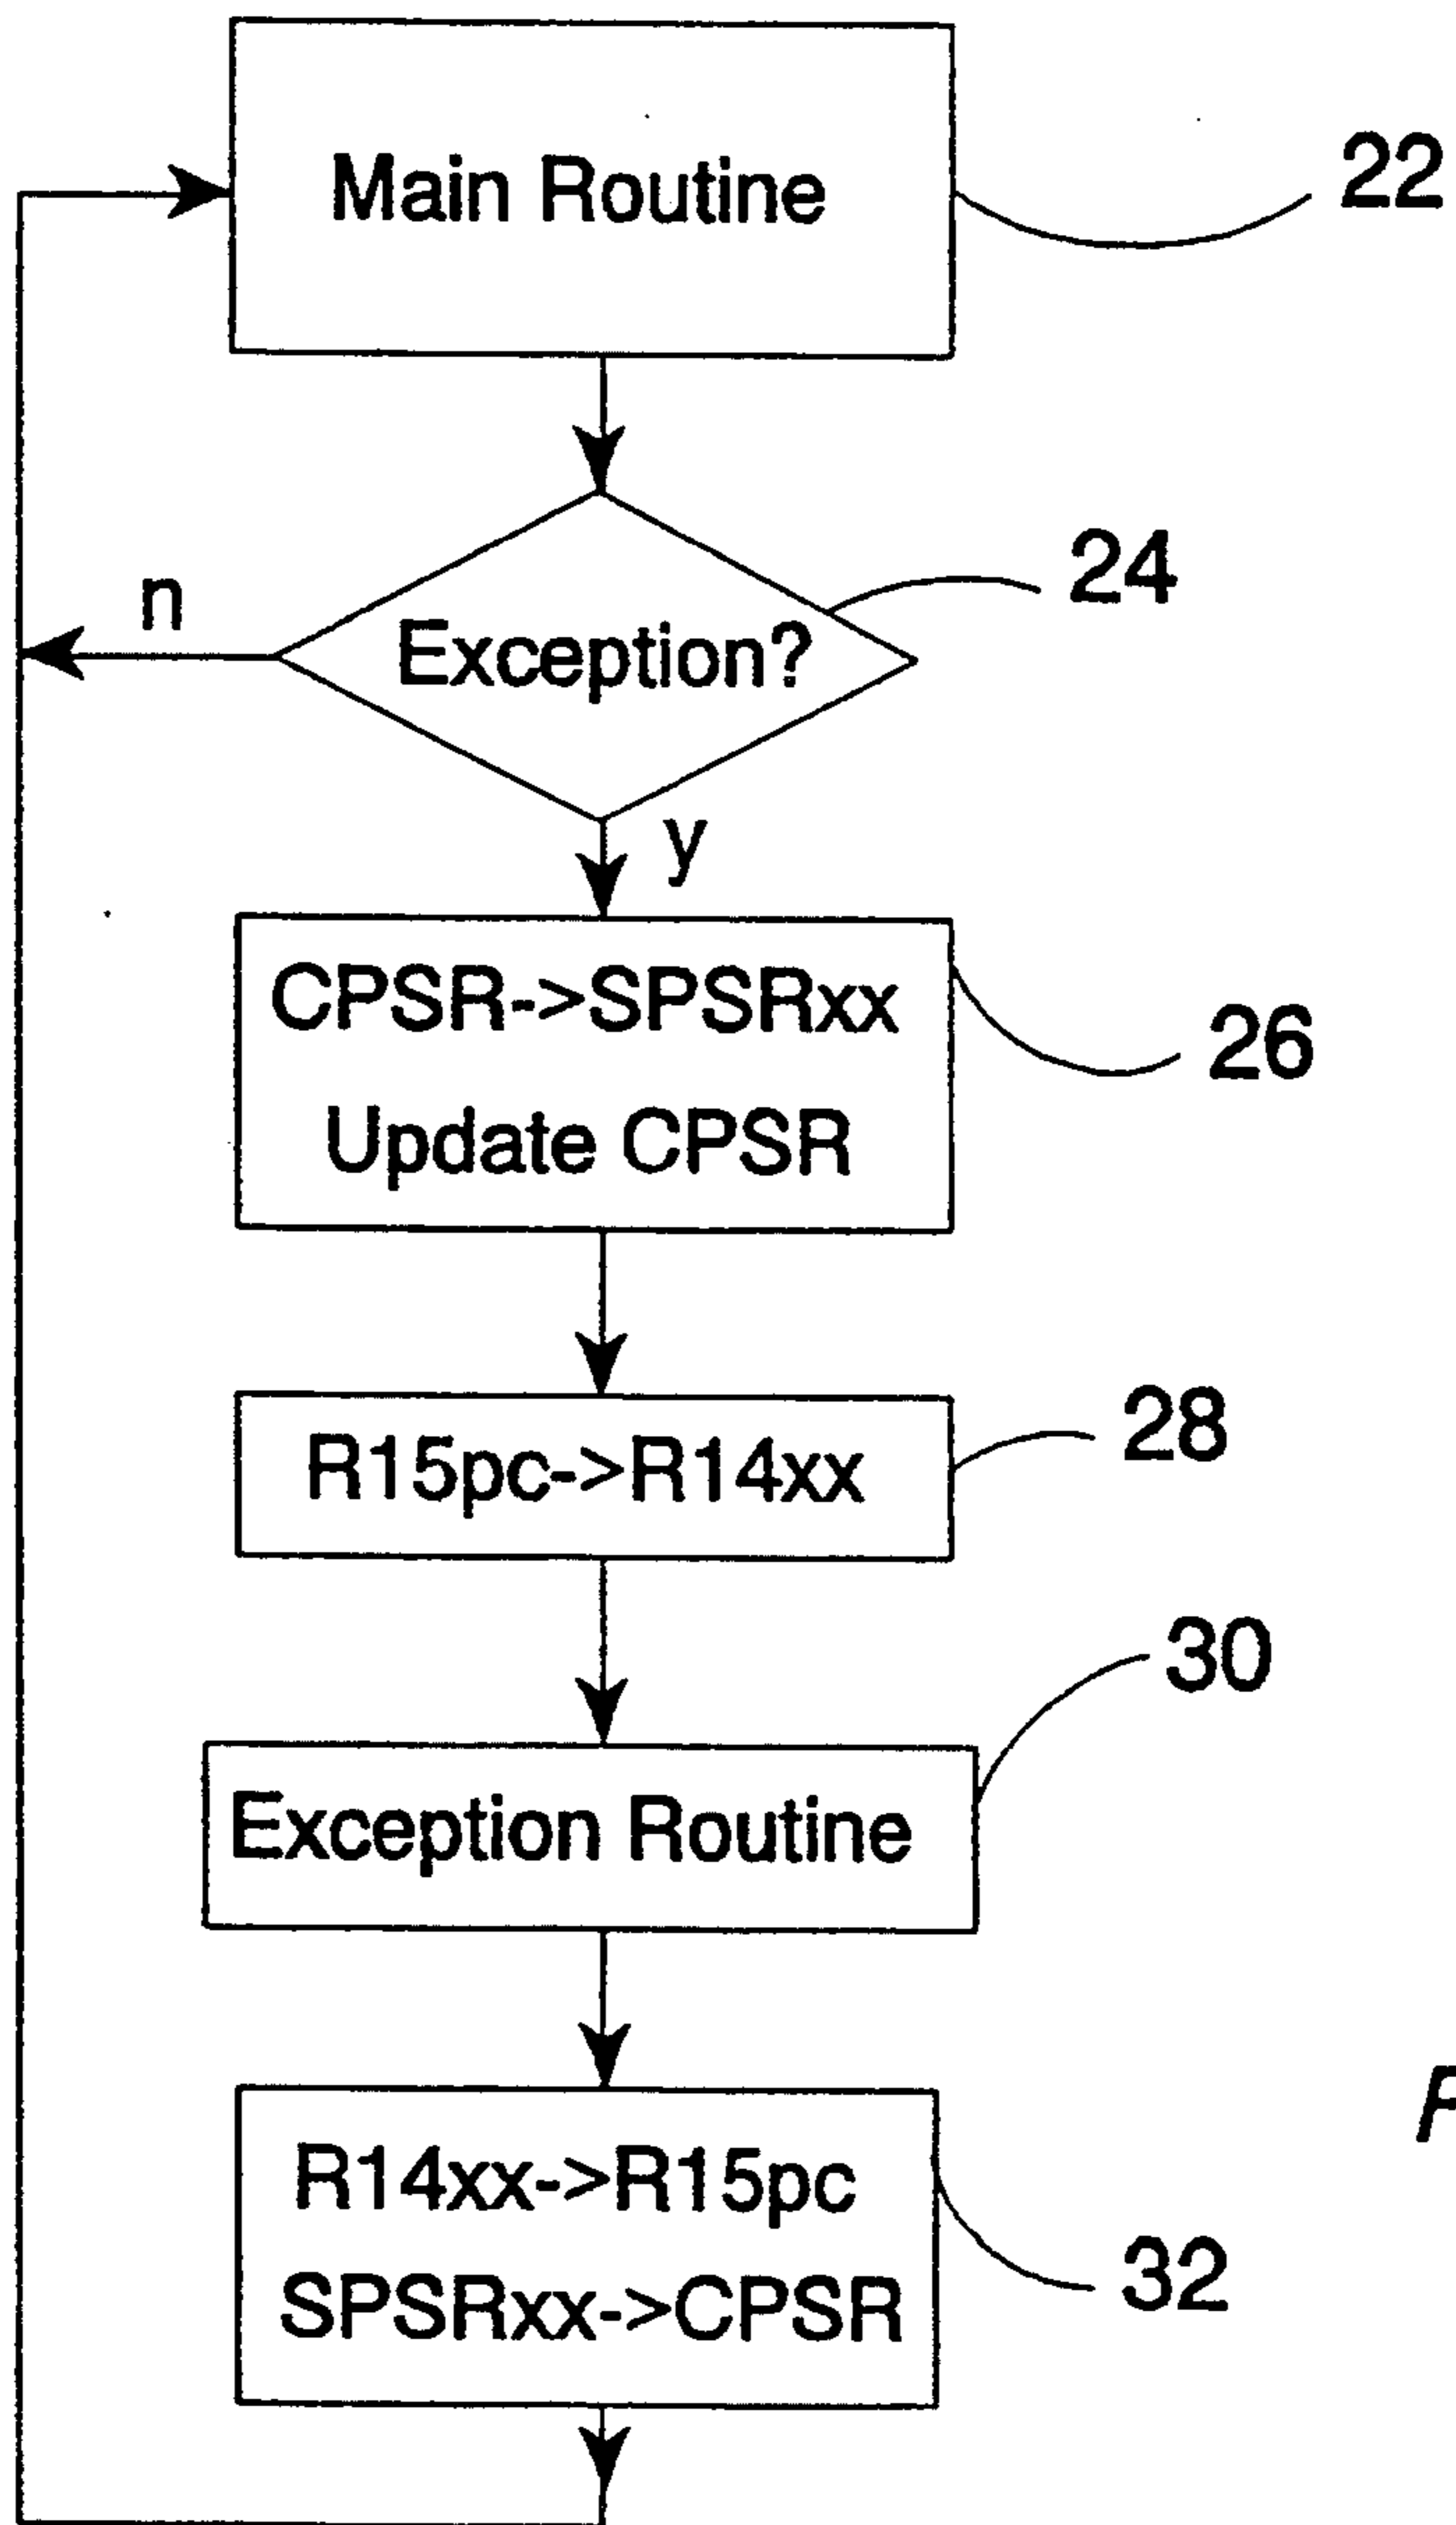 Main Routine
22
24
n
Exception?
y
CPSR->SPSRxx
26
Update CPSR
R15pc->R14xx
28
30
Exception Routine
R14xx->R15pc
32
SPSRxx->CPSR